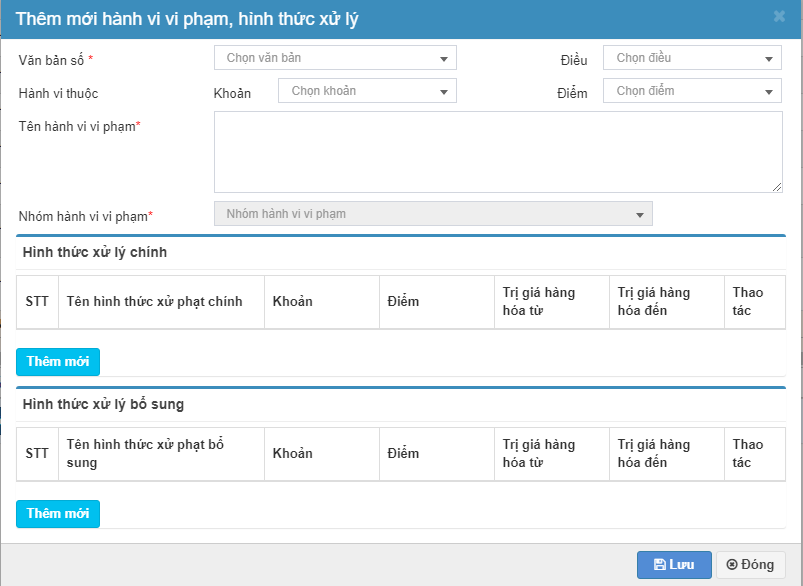 Thêm mới hành vi vi phạm, hình thức xử lý
Văn bản số * Chọn văn bản Điều Chọn điều
Hành vi thuộc Khoản Chọn khoản Điểm Chọn điểm
Tên hành vi vi phạm*
Nhóm hành vi vi phạm* Nhóm hành vi vi phạm
Hình thức xử lý chính
STT Tên hình thức xử phạt chính Khoản Điểm Trị giá hàng hóa từ Trị giá hàng hóa đến Thao tác
Thêm mới
Hình thức xử lý bổ sung
STT Tên hình thức xử phạt bổ sung Khoản Điểm Trị giá hàng hóa từ Trị giá hàng hóa đến Thao tác
Thêm mới
Lưu Đóng